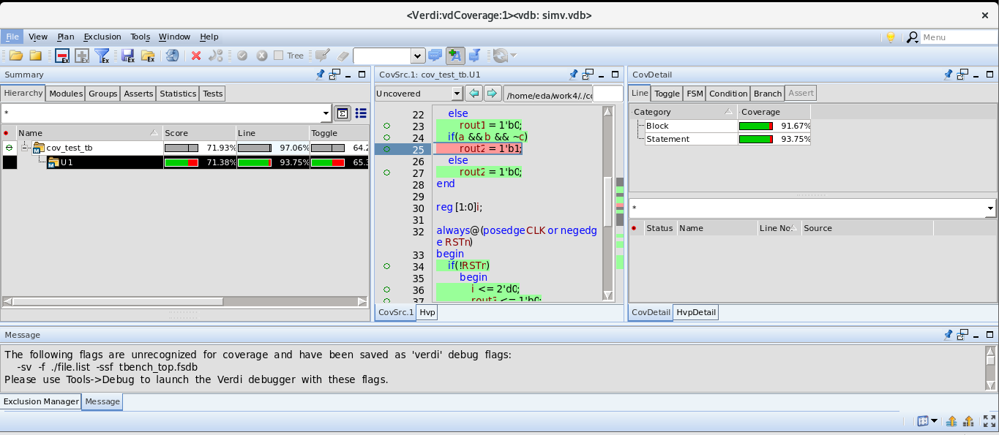 <Verdi:vdCoverage:1><vdb: simv.vdb>
File View Plan Exclusion Tools Window Help
Menu
Tree
Summary
Hierarchy Modules Groups Asserts Statistics Tests
*
Name Score Line Toggle
cov_test_tb 71.93% 97.06% 64.2
U1 71.38% 93.75% 65.3
CovSrc.1: cov_test_tb.U1
Uncovered /home/eda/work4/./co
22 else
23 rout1 = 1'b0;
24 if(a && b && ~c)
25 rout2 = 1'b1;
26 else
27 rout2 = 1'b0;
28 end
29
30 reg [1:0]i;
31
32 always@(posedge CLK or negedg
e RSTn)
33 begin
34 if(!RSTn)
35 begin
36 i <= 2'd0;
37 rout3 <= 1'b0;
CovSrc.1 Hvp
CovDetail
Line Toggle FSM Condition Branch Assert
Category Coverage
Block 91.67%
Statement 93.75%
*
Status Name Line No. Source
CovDetail HvpDetail
Message
The following flags are unrecognized for coverage and have been saved as 'verdi' debug flags:
-sv -f ./file.list -ssf tbench_top.fsdb
Please use Tools->Debug to launch the Verdi debugger with these flags.
Exclusion Manager Message